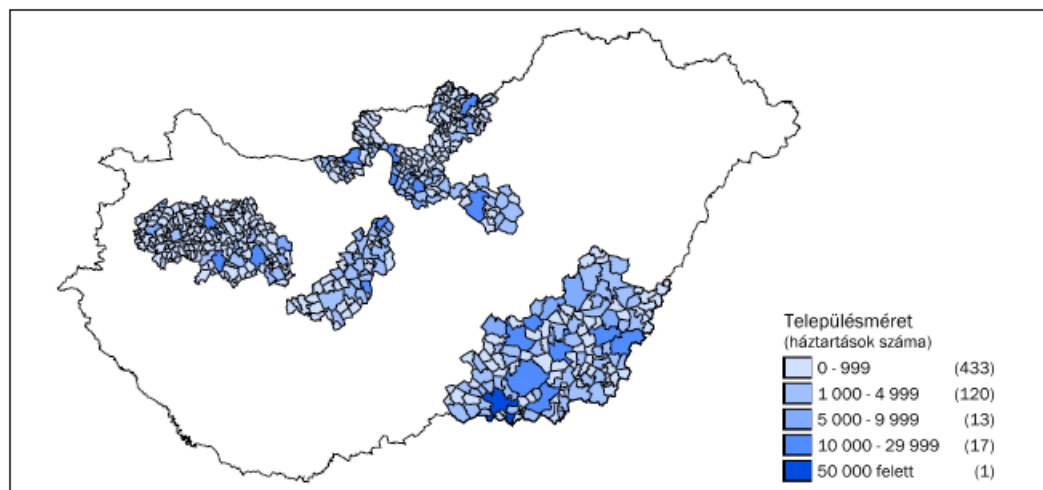 Településméret
(háztartások száma)
0 - 999 (433)
1 000 - 4 999 (120)
5 000 - 9 999 (13)
10 000 - 29 999 (17)
50 000 felett (1)